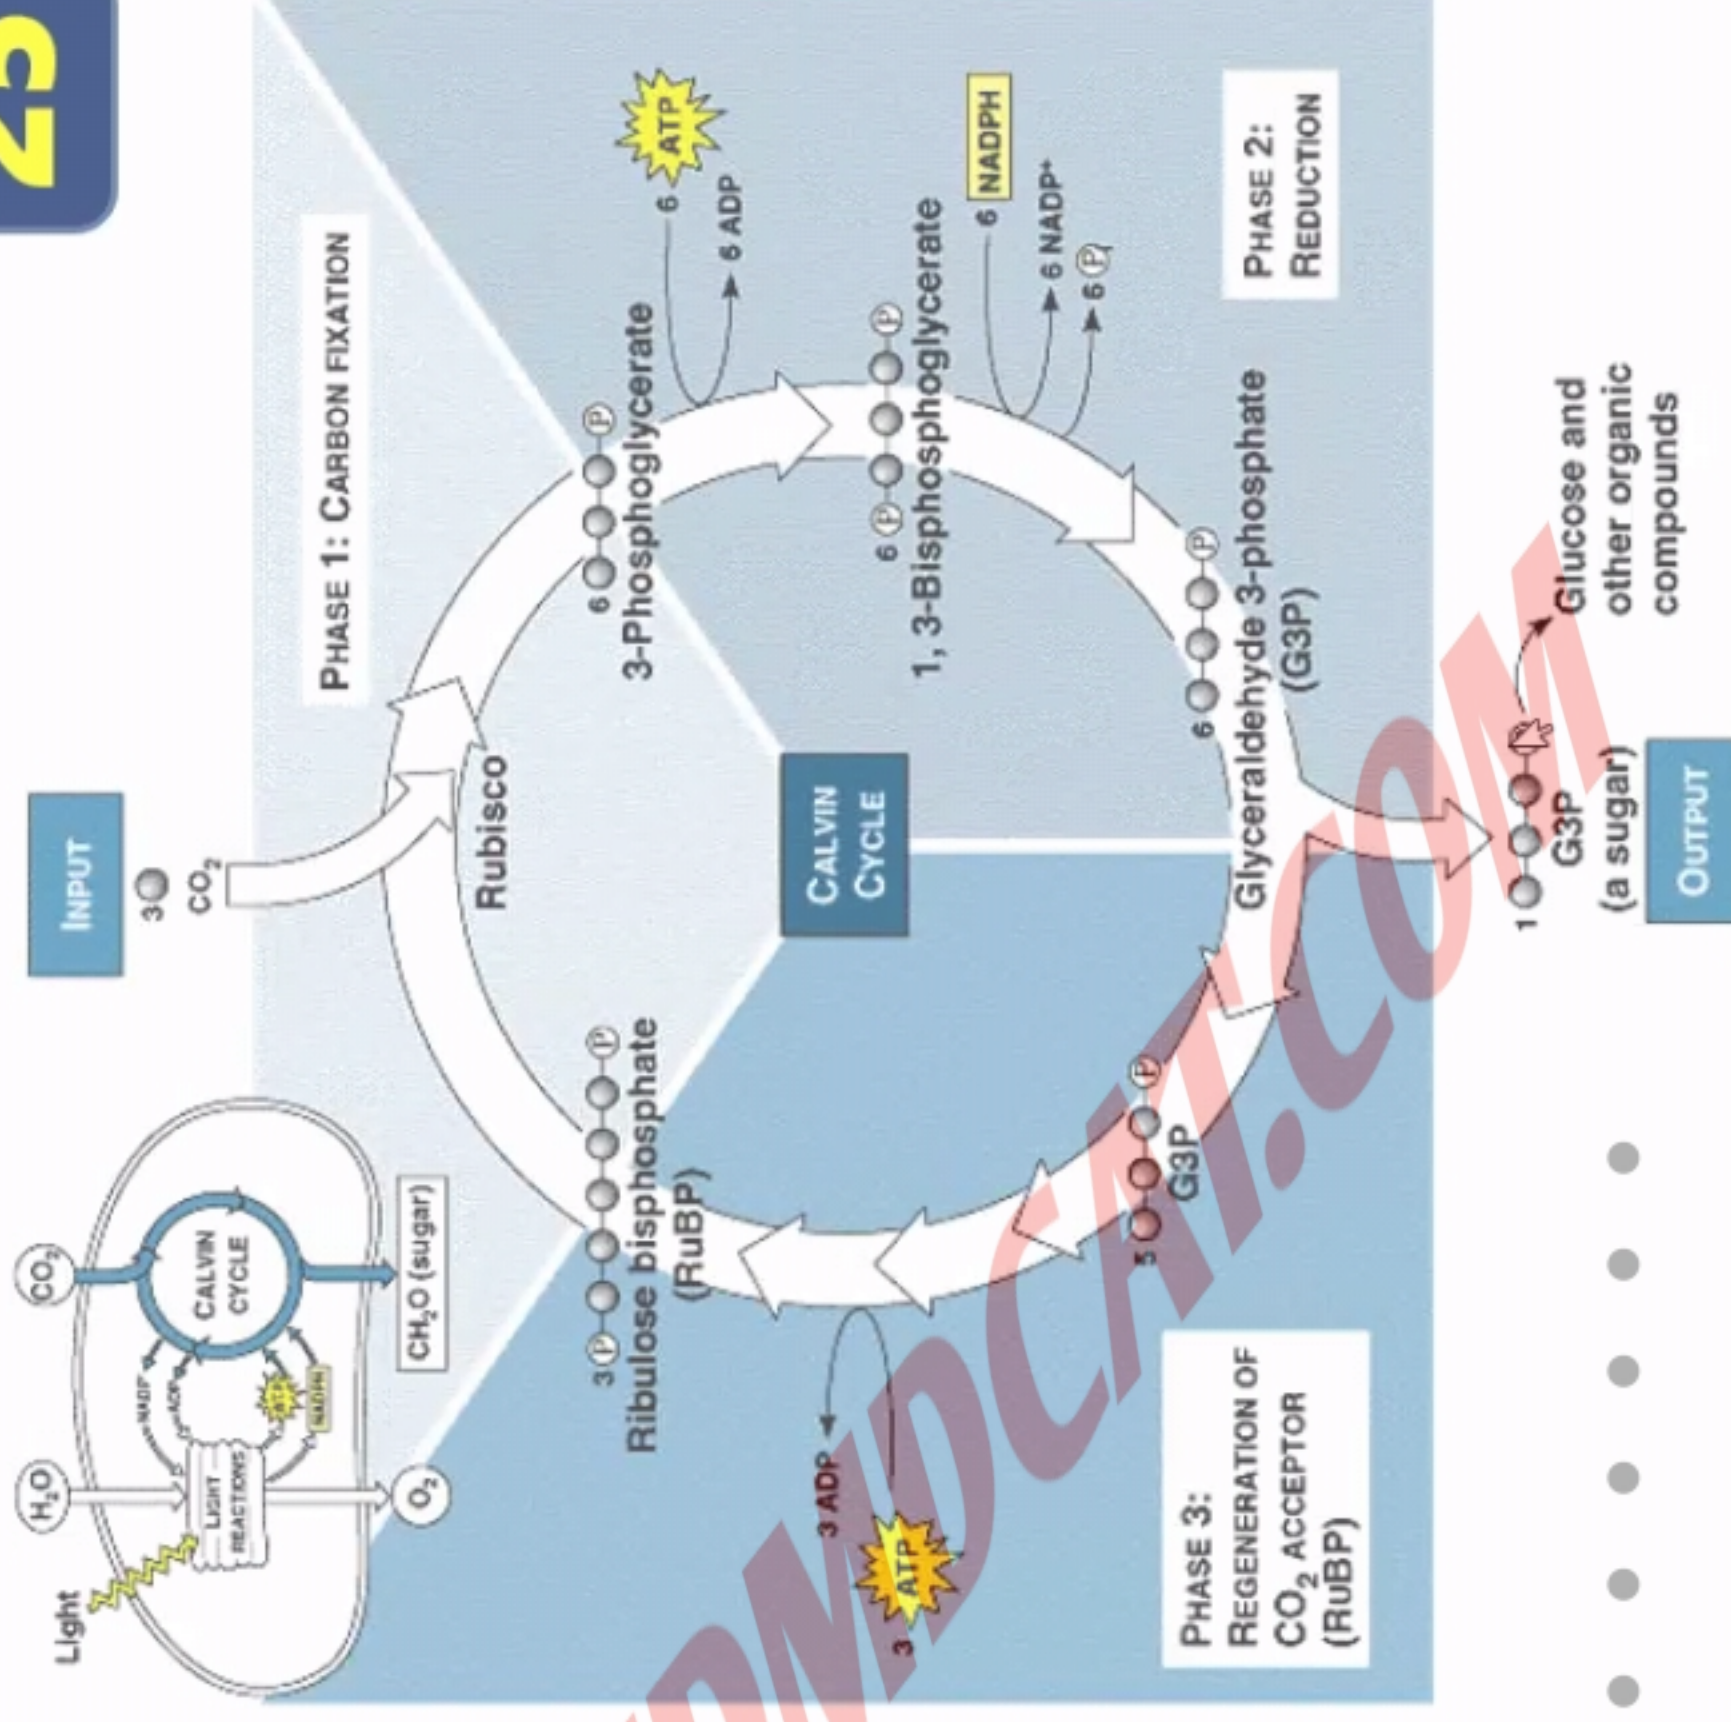 25
INPUT
3
CO2
PHASE 1: CARBON FIXATION
Rubisco
Light
H2O
CO2
LIGHT
REACTIONS
NADP+
ADP
ATP
NADPH
CALVIN
CYCLE
O2
CH2O (sugar)
3 P P
Ribulose bisphosphate
(RuBP)
6 P
3-Phosphoglycerate
6 ATP
6 ADP
6 P P
1, 3-Bisphosphoglycerate
6 NADPH
6 NADP+
6 Pi
CALVIN
CYCLE
3 ADP
3 ATP
6 P
Glyceraldehyde 3-phosphate
(G3P)
PHASE 2:
REDUCTION
5 P
G3P
PHASE 3:
REGENERATION OF
CO2 ACCEPTOR
(RuBP)
1 P
G3P
(a sugar)
Glucose and
other organic
compounds
OUTPUT
DMDCAT.COM